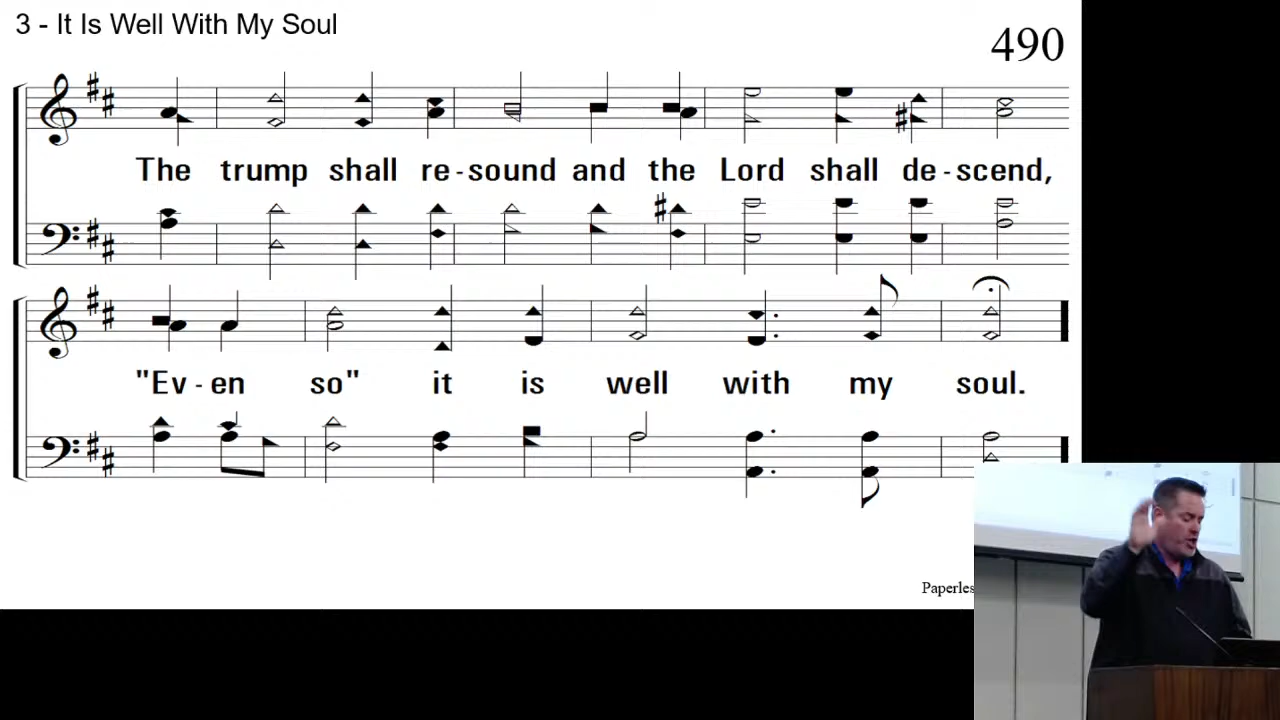 3 - It Is Well With My Soul
490
The trump shall re-sound and the Lord shall de-scend,
"Ev-en so" it is well with my soul.